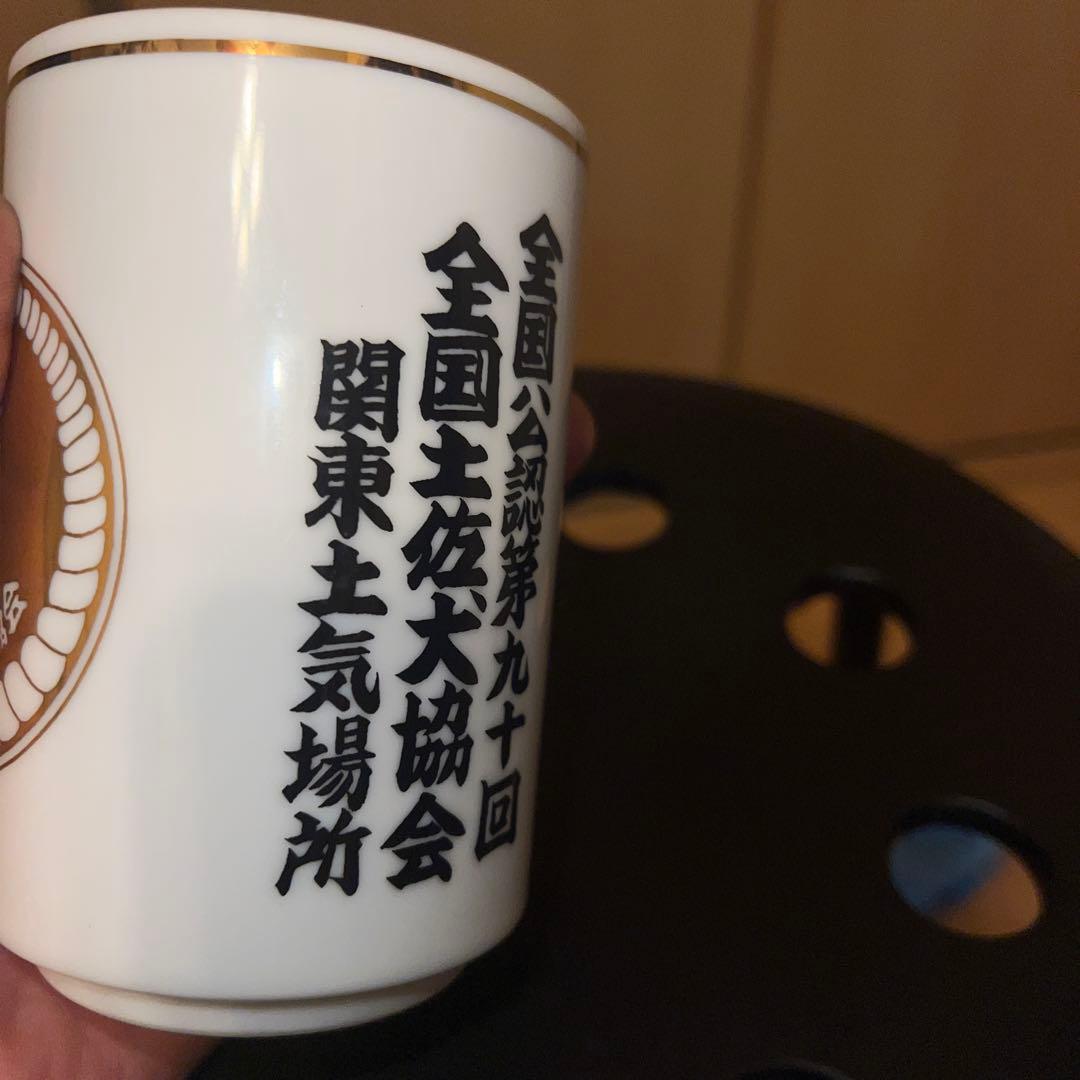 全国公認第九十回
全国土佐犬協会
関東土気場所